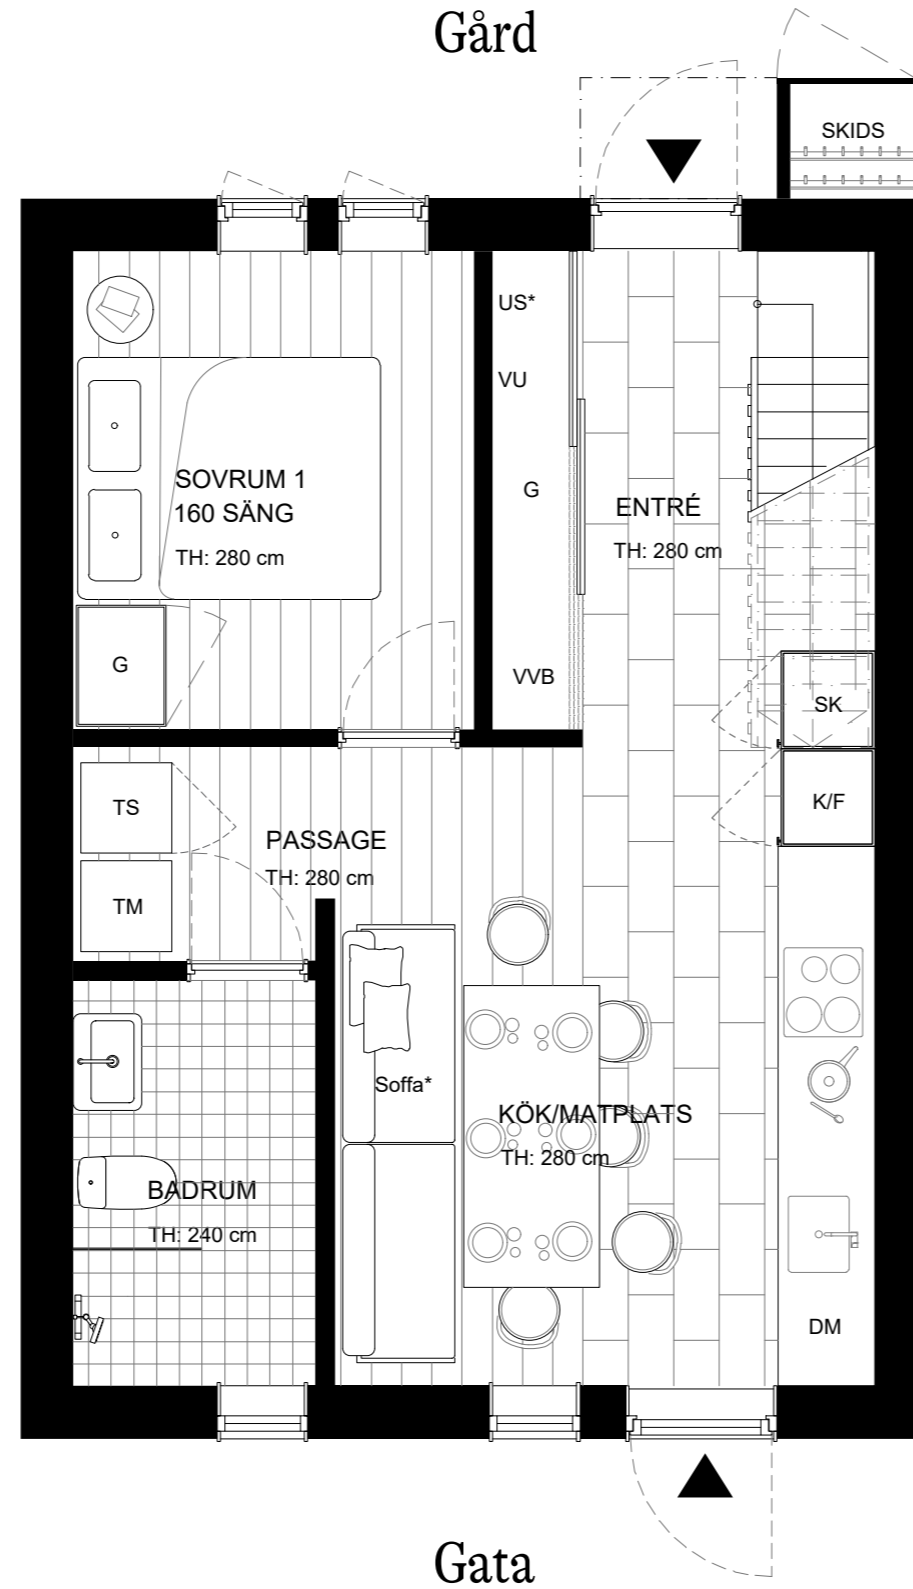 Gård
SKIDS
US*
VU
G
SOVRUM 1
160 SÄNG
TH: 280 cm
ENTRÉ
TH: 280 cm
G
VVB
SK
K/F
TS
PASSAGE
TH: 280 cm
TM
Soffa*
KÖK/MATPLATS
TH: 280 cm
BADRUM
TH: 240 cm
DM
Gata